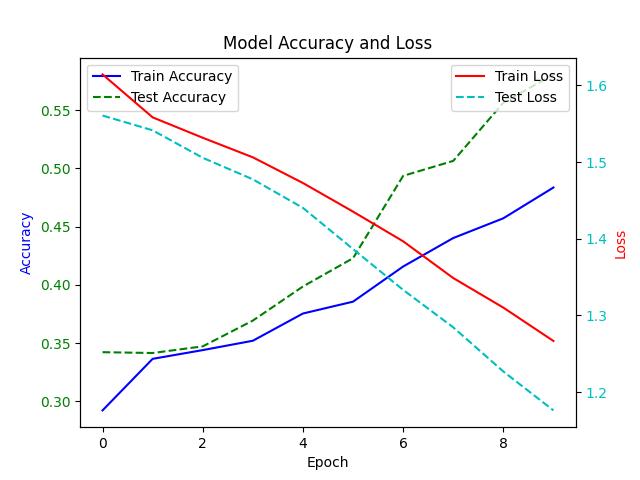 Model Accuracy and Loss
Train Accuracy
Test Accuracy
Train Loss
Test Loss
Accuracy
0.55
0.50
0.45
0.40
0.35
0.30
Loss
1.6
1.5
1.4
1.3
1.2
0 2 4 6 8
Epoch